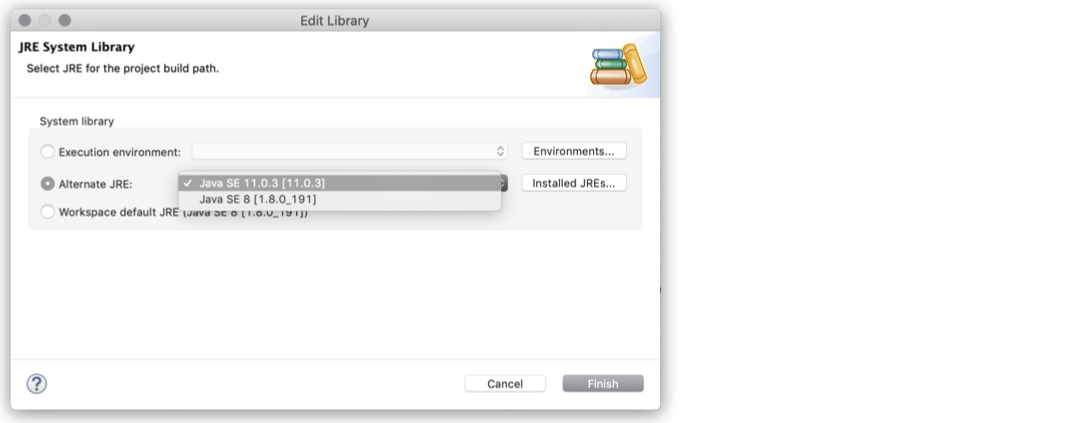 Edit Library
JRE System Library
Select JRE for the project build path.
System library
Execution environment: Environments...
Alternate JRE: ✓ Java SE 11.0.3 [11.0.3] Installed JREs...
Java SE 8 [1.8.0_191]
Workspace default JRE (Java SE 8 [1.8.0_191])
? Cancel Finish